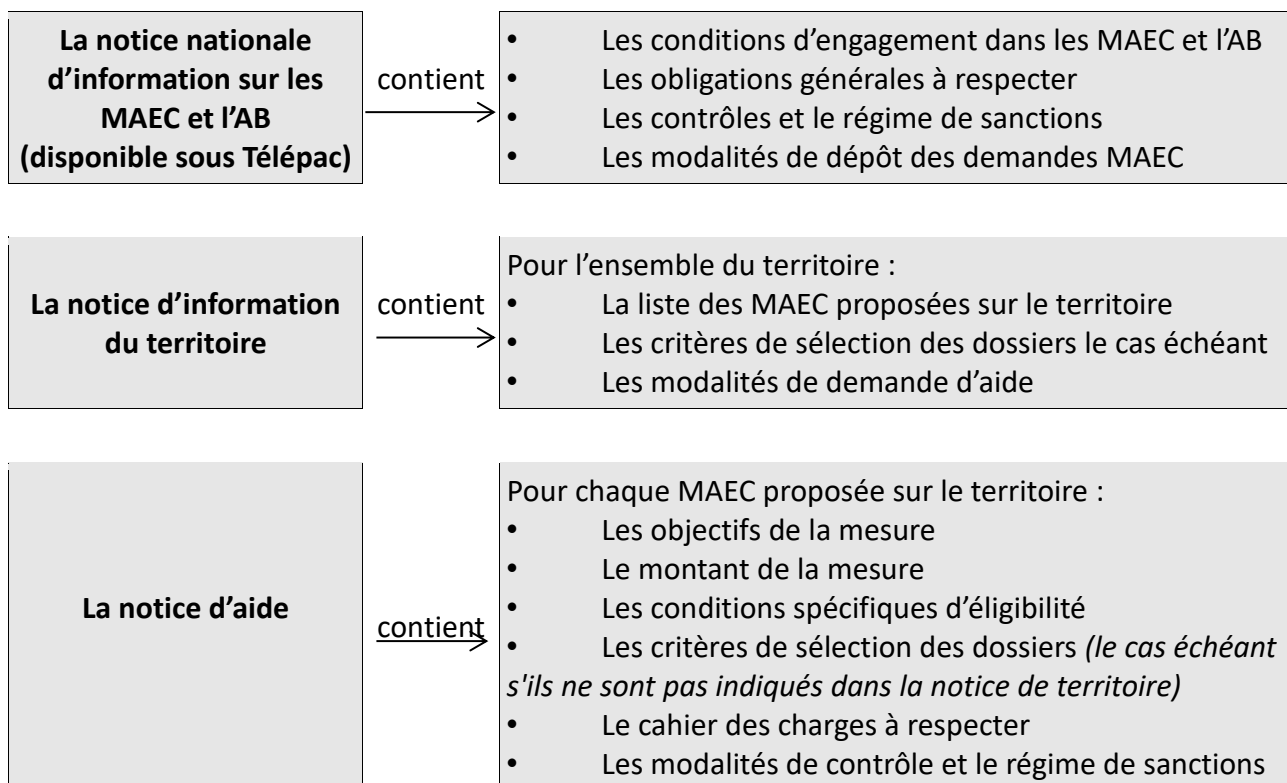 La notice nationale
d’information sur les
MAEC et l’AB
(disponible sous Télépac)
contient
• Les conditions d’engagement dans les MAEC et l’AB
• Les obligations générales à respecter
• Les contrôles et le régime de sanctions
• Les modalités de dépôt des demandes MAEC
La notice d’information
du territoire
contient
Pour l’ensemble du territoire :
• La liste des MAEC proposées sur le territoire
• Les critères de sélection des dossiers le cas échéant
• Les modalités de demande d’aide
La notice d’aide
contient
Pour chaque MAEC proposée sur le territoire :
• Les objectifs de la mesure
• Le montant de la mesure
• Les conditions spécifiques d’éligibilité
• Les critères de sélection des dossiers (le cas échéant
s'ils ne sont pas indiqués dans la notice de territoire)
• Le cahier des charges à respecter
• Les modalités de contrôle et le régime de sanctions